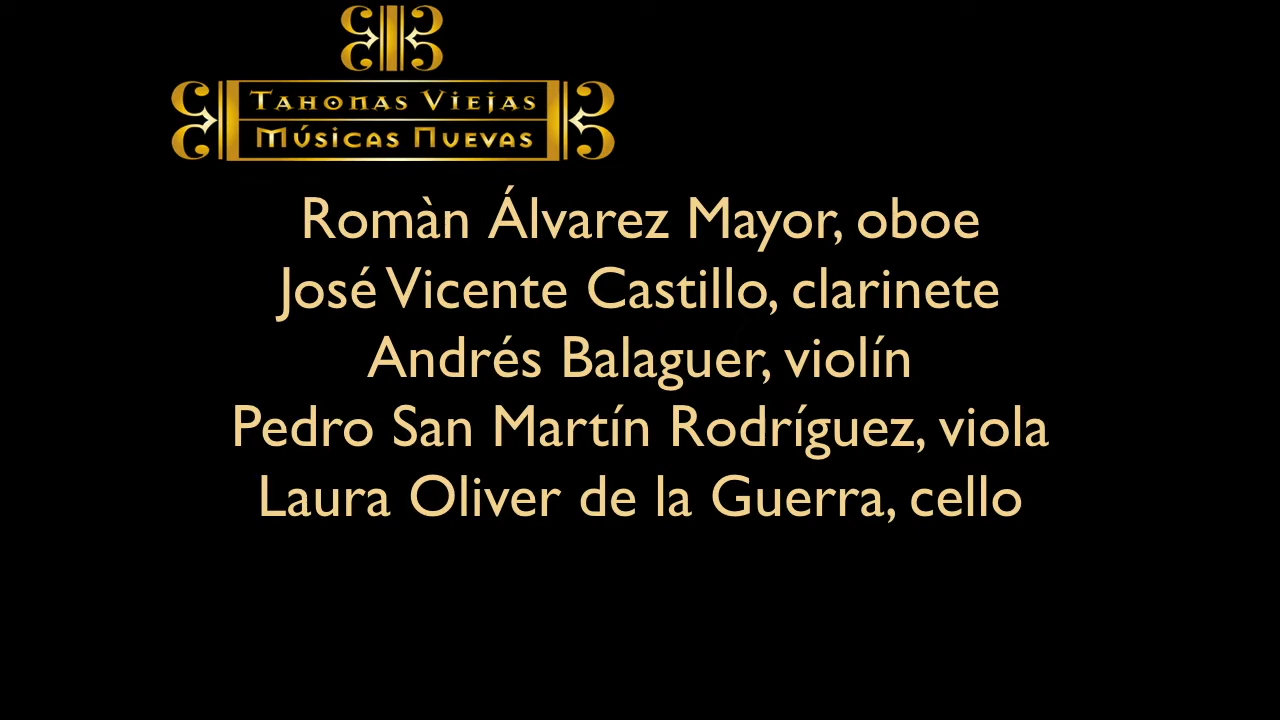 Tahonas Viejas
Músicas Nuevas
Romàn Álvarez Mayor, oboe
José Vicente Castillo, clarinete
Andrés Balaguer, violín
Pedro San Martín Rodríguez, viola
Laura Oliver de la Guerra, cello